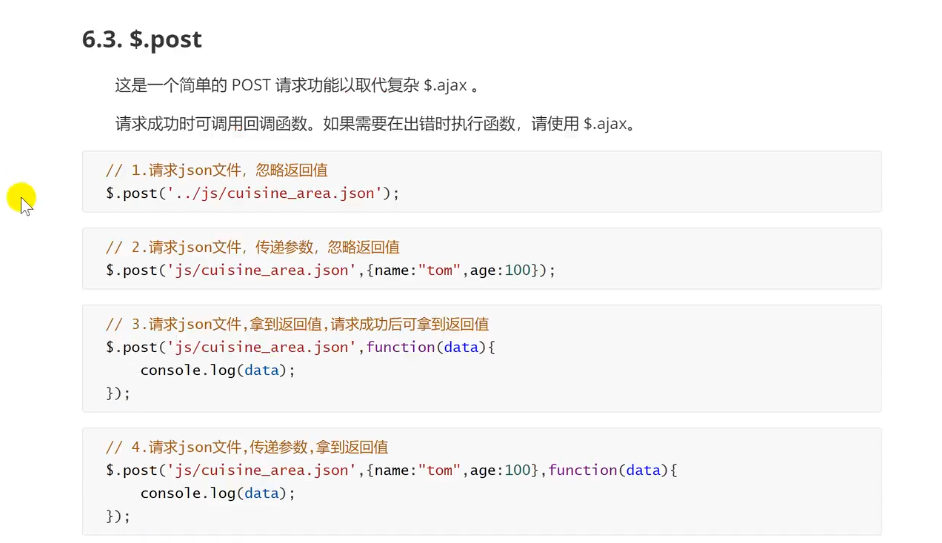 6.3. $.post
这是一个简单的 POST 请求功能以取代复杂 $.ajax 。
请求成功时可调用回调函数。如果需要在出错时执行函数，请使用 $.ajax。
// 1.请求json文件，忽略返回值
$.post('../js/cuisine_area.json');
// 2.请求json文件，传递参数，忽略返回值
$.post('js/cuisine_area.json',{name:"tom",age:100});
// 3.请求json文件,拿到返回值,请求成功后可拿到返回值
$.post('js/cuisine_area.json',function(data){
    console.log(data);
});
// 4.请求json文件,传递参数,拿到返回值
$.post('js/cuisine_area.json',{name:"tom",age:100},function(data){
    console.log(data);
});